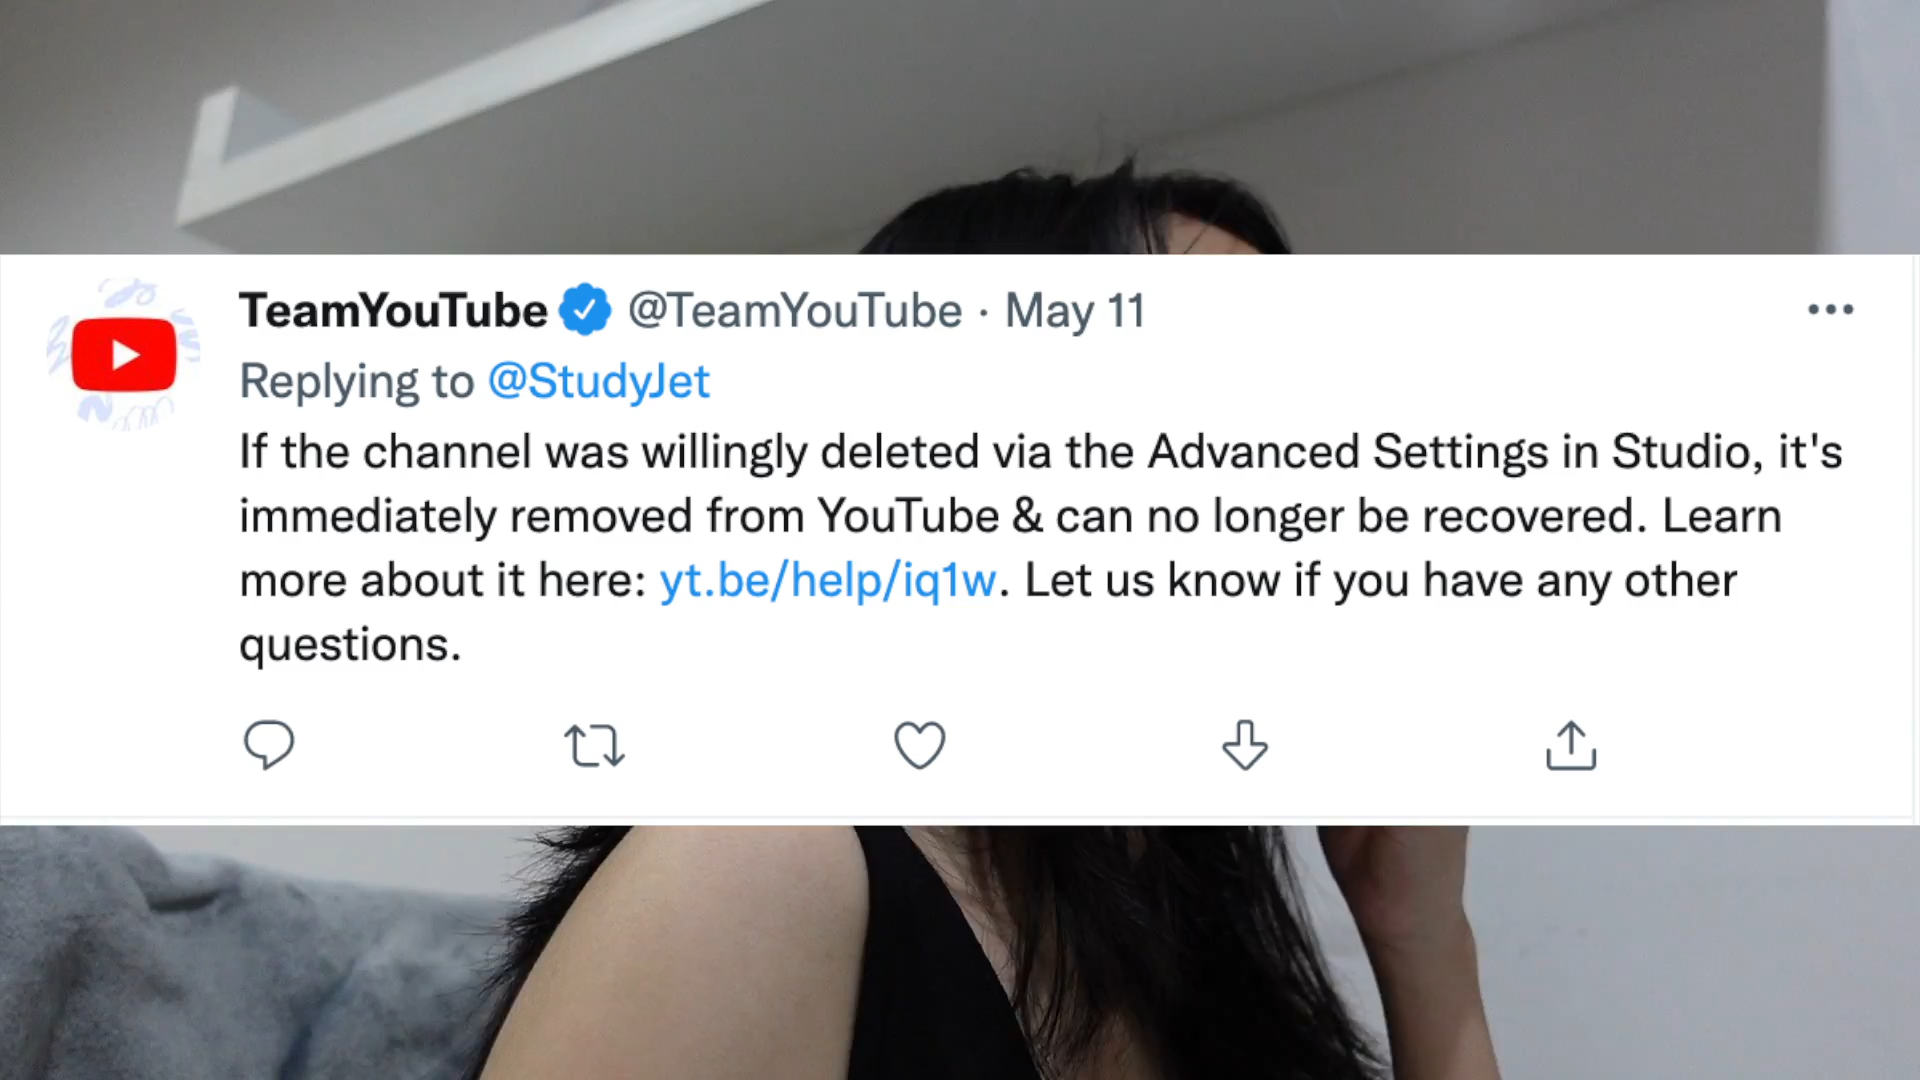 TeamYouTube @TeamYouTube · May 11
Replying to @StudyJet
If the channel was willingly deleted via the Advanced Settings in Studio, it's
immediately removed from YouTube & can no longer be recovered. Learn
more about it here: yt.be/help/iq1w. Let us know if you have any other
questions.